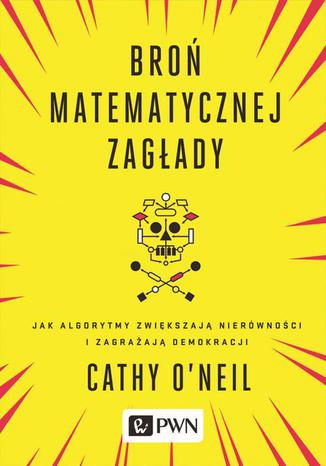 BROŃ
MATEMATYCZNEJ
ZAGŁADY
JAK ALGORYTMY ZWIĘKSZAJĄ NIERÓWNOŚCI
I ZAGRAŻAJĄ DEMOKRACJI
CATHY O'NEIL
PWN